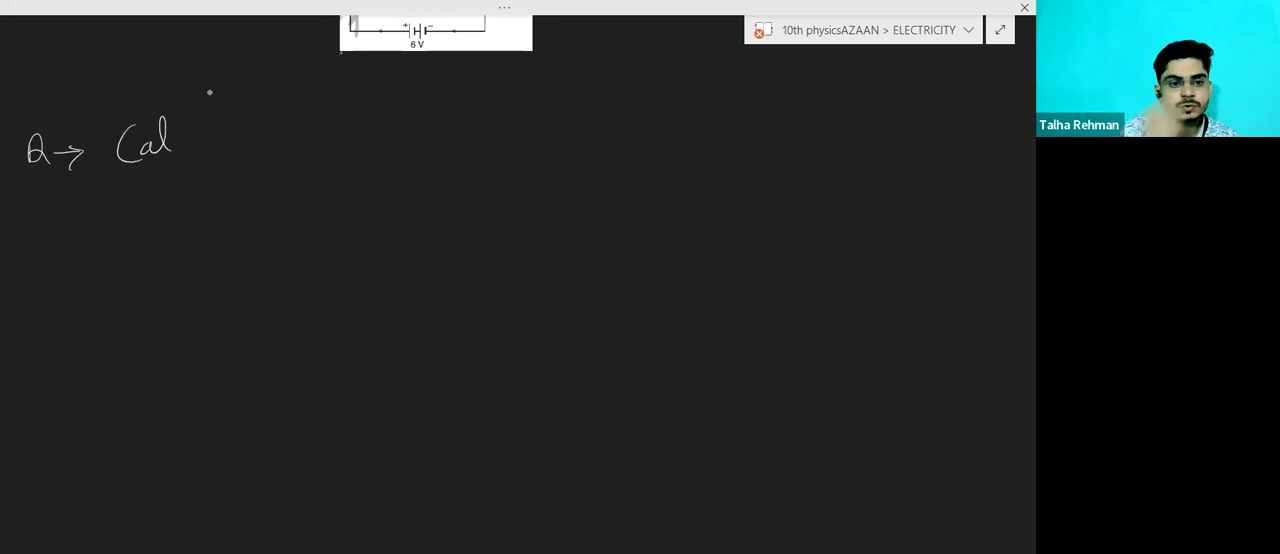 10th physicsAZAAN > ELECTRICITY
+ −
6 V
Talha Rehman
Q→ Cal